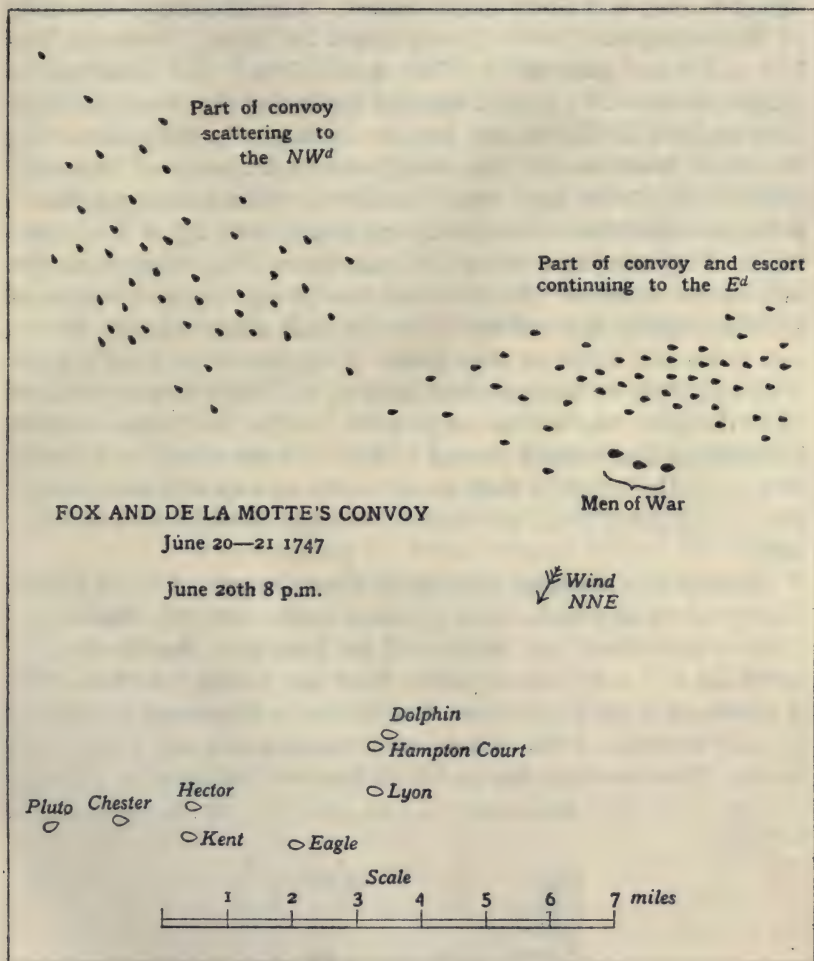 Part of convoy
scattering to
the NWd
Part of convoy and escort
continuing to the Ed
Men of War
FOX AND DE LA MOTTE'S CONVOY
June 20—21 1747
June 20th 8 p.m.
Wind
NNE
Dolphin
Hampton Court
Lyon
Hector
Pluto Chester
Kent Eagle
Scale
1 2 3 4 5 6 7 miles